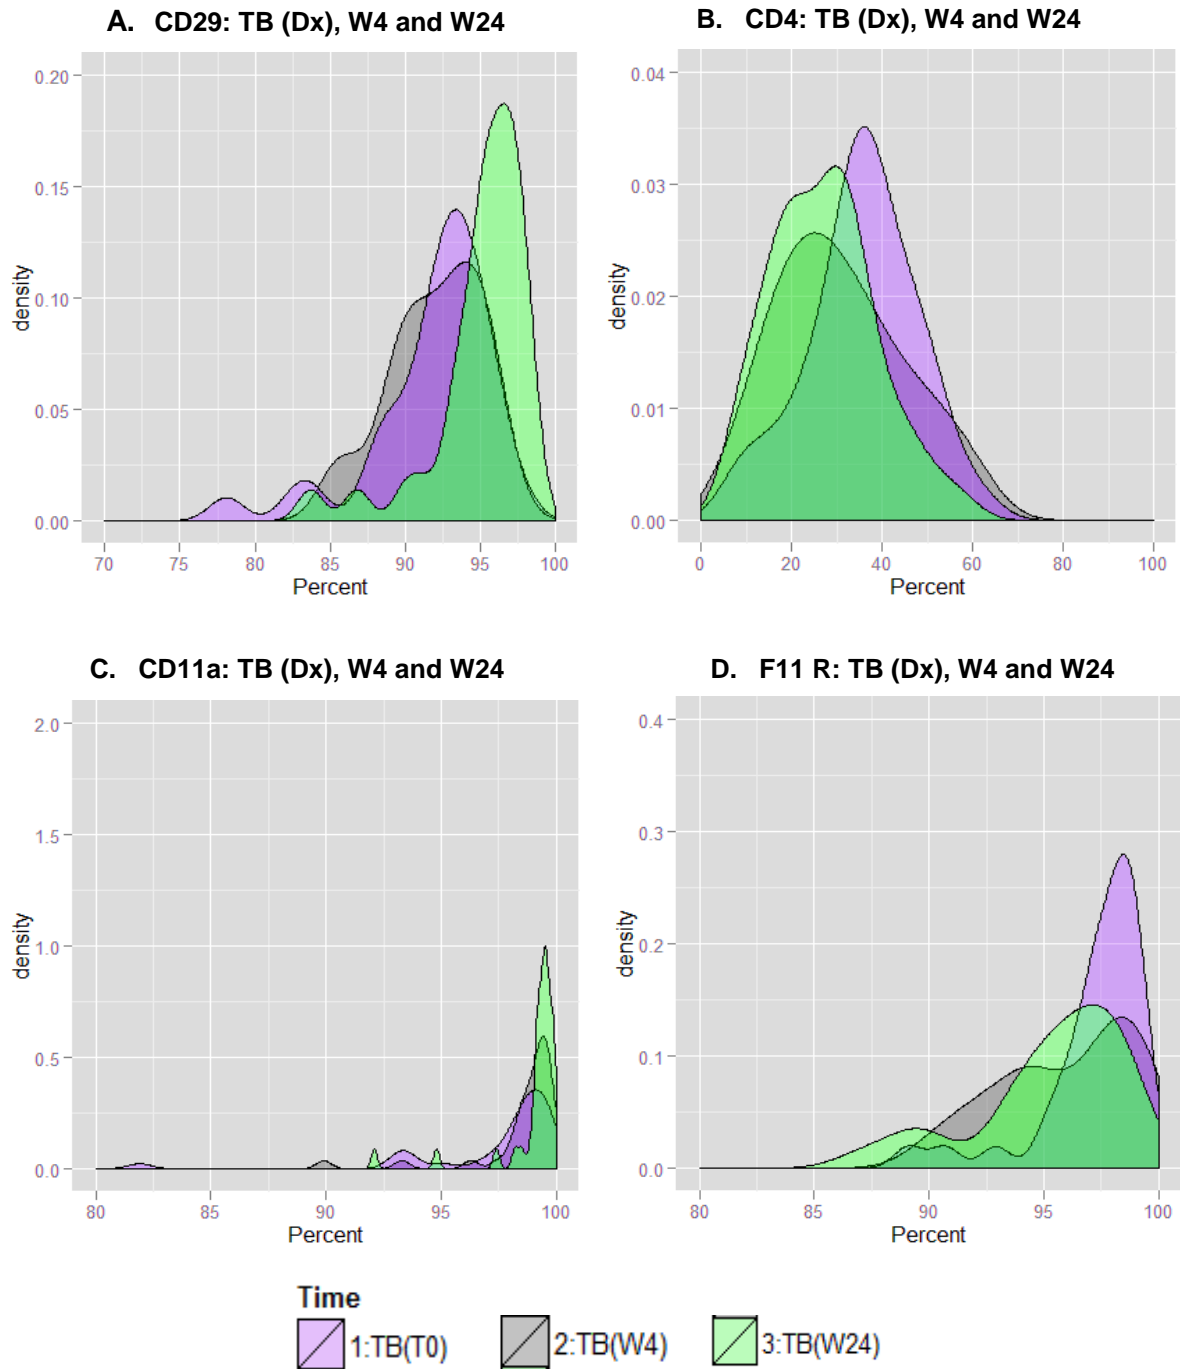 A. CD29: TB (Dx), W4 and W24
0.20
0.15
0.10
0.05
0.00
density
70 75 80 85 90 95 100
Percent
B. CD4: TB (Dx), W4 and W24
0.04
0.03
0.02
0.01
0.00
density
0 20 40 60 80 100
Percent
C. CD11a: TB (Dx), W4 and W24
2.0
1.5
1.0
0.5
0.0
density
80 85 90 95 100
Percent
D. F11 R: TB (Dx), W4 and W24
0.4
0.3
0.2
0.1
0.0
density
80 85 90 95 100
Percent
Time
1:TB(T0) 2:TB(W4) 3:TB(W24)